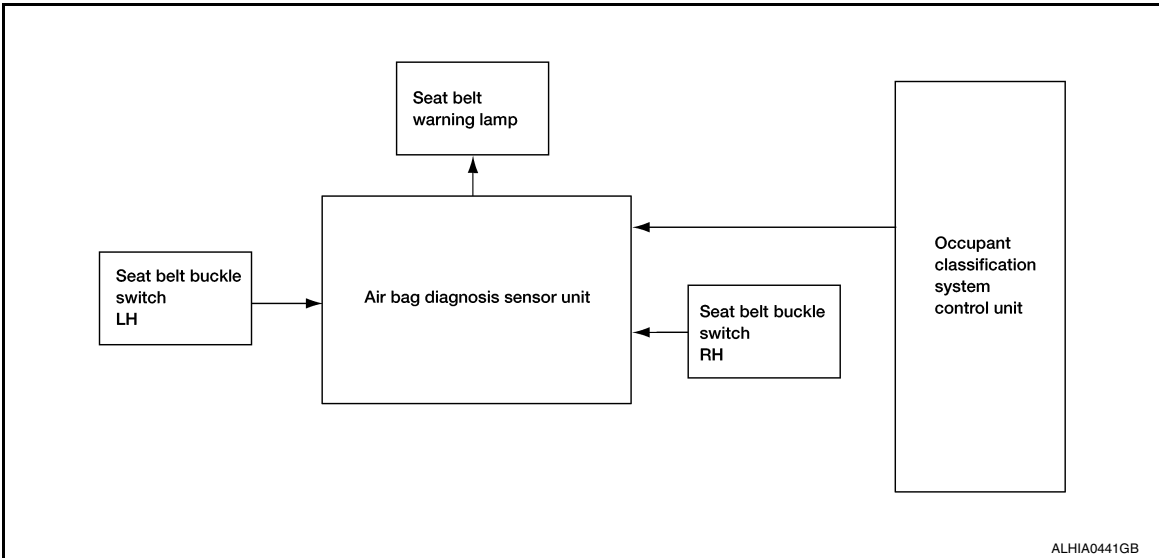 Seat belt
warning lamp
Seat belt buckle
switch
LH
Air bag diagnosis sensor unit
Seat belt buckle
switch
RH
Occupant
classification
system
control unit
ALHIA0441GB